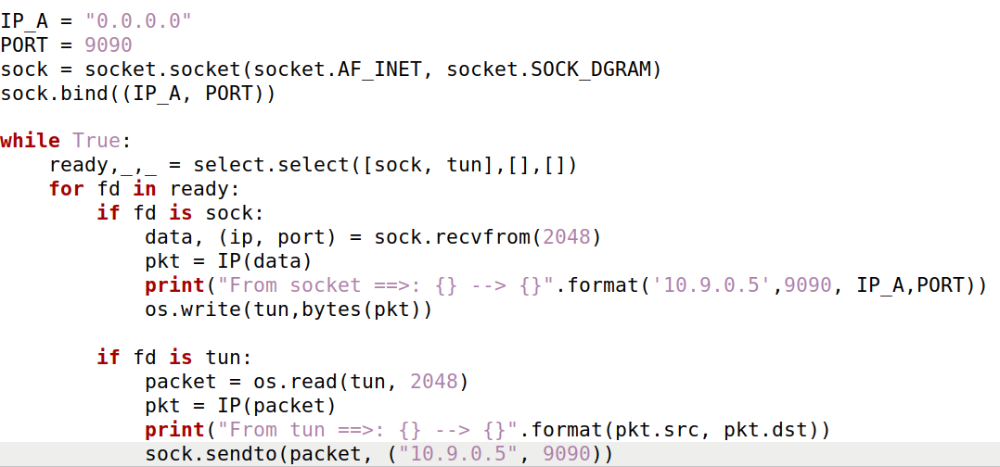 IP_A = "0.0.0.0"
PORT = 9090
sock = socket.socket(socket.AF_INET, socket.SOCK_DGRAM)
sock.bind((IP_A, PORT))

while True:
    ready,_,_ = select.select([sock, tun],[],[])
    for fd in ready:
        if fd is sock:
            data, (ip, port) = sock.recvfrom(2048)
            pkt = IP(data)
            print("From socket ==>: {} --> {}".format('10.9.0.5',9090, IP_A,PORT))
            os.write(tun,bytes(pkt))

        if fd is tun:
            packet = os.read(tun, 2048)
            pkt = IP(packet)
            print("From tun ==>: {} --> {}".format(pkt.src, pkt.dst))
            sock.sendto(packet, ("10.9.0.5", 9090))